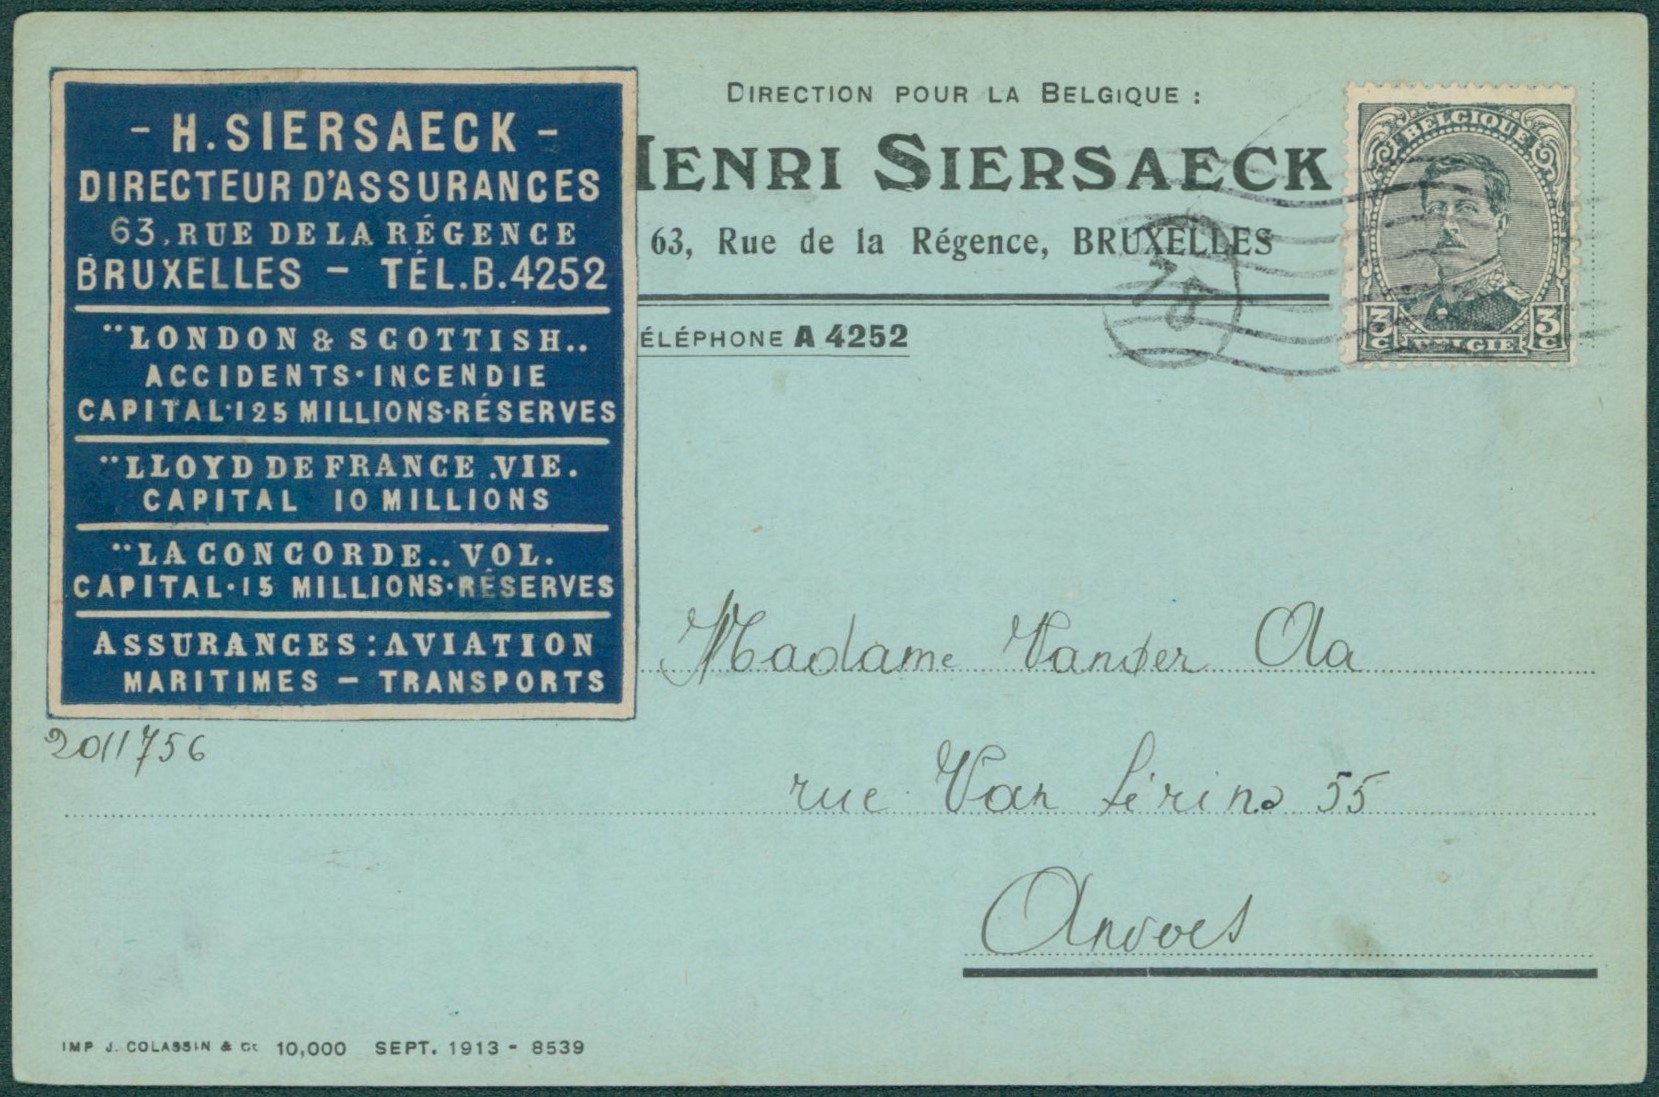 - H. SIERSAECK -
DIRECTEUR D'ASSURANCES
63, RUE DE LA RÉGENCE
BRUXELLES - TÉL. B. 4252
"LONDON & SCOTTISH..
ACCIDENTS·INCENDIE
CAPITAL·125 MILLIONS·RÉSERVES
"LLOYD DE FRANCE .VIE.
CAPITAL 10 MILLIONS
"LA CONCORDE.. VOL.
CAPITAL·15 MILLIONS·RÉSERVES
ASSURANCES : AVIATION
MARITIMES - TRANSPORTS
DIRECTION POUR LA BELGIQUE :
HENRI SIERSAECK
63, Rue de la Régence, BRUXELLES
ÉLÉPHONE A 4252
BELGIQUE
3 C 3 C
BELGIE
Madame Vander Aa
rue Van 55
Anvers
2011756
IMP J. COLASSIN & Cie 10,000 SEPT. 1913 - 8539